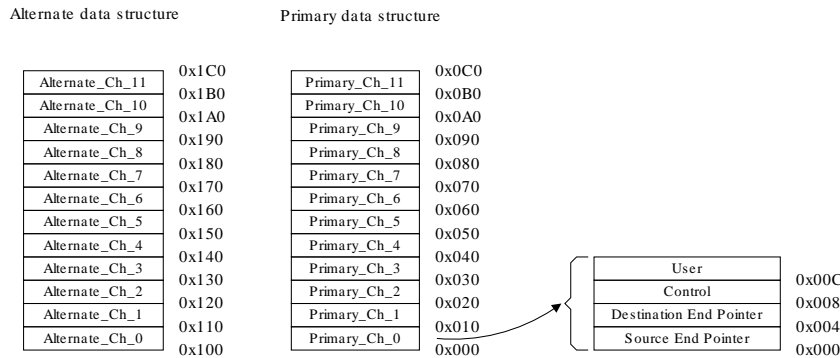 Alternate data structure
Primary data structure
0x1C0
Alternate_Ch_11
0x1B0
Alternate_Ch_10
0x1A0
Alternate_Ch_9
0x190
Alternate_Ch_8
0x180
Alternate_Ch_7
0x170
Alternate_Ch_6
0x160
Alternate_Ch_5
0x150
Alternate_Ch_4
0x140
Alternate_Ch_3
0x130
Alternate_Ch_2
0x120
Alternate_Ch_1
0x110
Alternate_Ch_0
0x100
0x0C0
Primary_Ch_11
0x0B0
Primary_Ch_10
0x0A0
Primary_Ch_9
0x090
Primary_Ch_8
0x080
Primary_Ch_7
0x070
Primary_Ch_6
0x060
Primary_Ch_5
0x050
Primary_Ch_4
0x040
Primary_Ch_3
0x030
Primary_Ch_2
0x020
Primary_Ch_1
0x010
Primary_Ch_0
0x000
User
0x00C
Control
0x008
Destination End Pointer
0x004
Source End Pointer
0x000